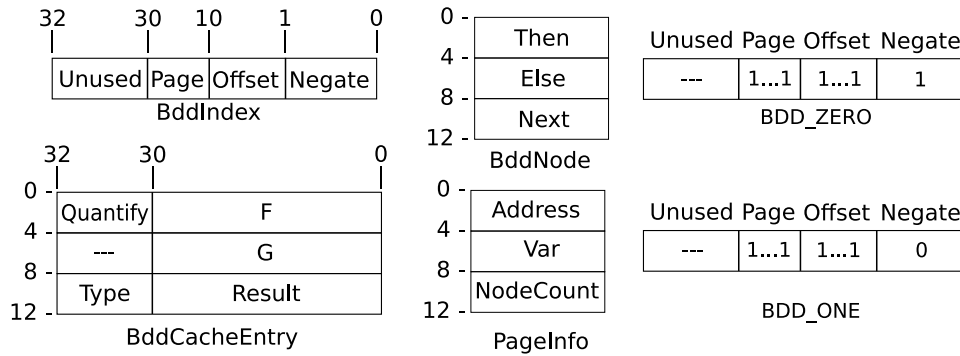 32 30 10 1 0
Unused Page Offset Negate
BddIndex
32 30 0
0
Quantify F
4
--- G
8
Type Result
12
BddCacheEntry
0
Then
4
Else
8
Next
12
BddNode
0
Address
4
Var
8
NodeCount
12
PageInfo
Unused Page Offset Negate
--- 1...1 1...1 1
BDD_ZERO
Unused Page Offset Negate
--- 1...1 1...1 0
BDD_ONE